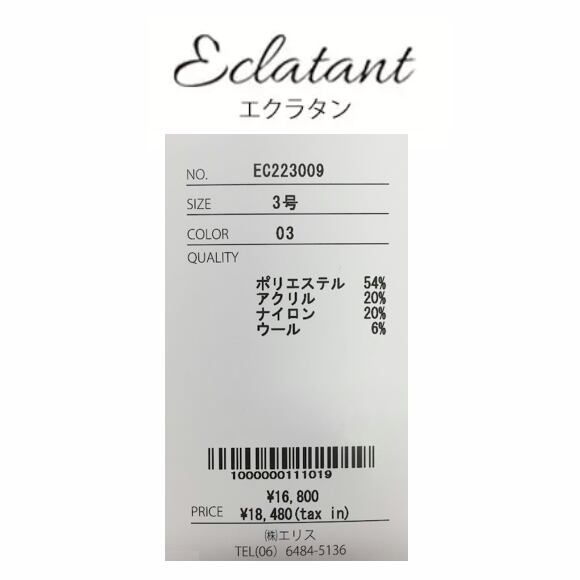 Eclatant
エクラタン
NO. EC223009
SIZE 3号
COLOR 03
QUALITY
ポリエステル 54%
アクリル 20%
ナイロン 20%
ウール 6%
1000000111019
¥16,800
PRICE ¥18,480(tax in)
㈱エリス
TEL(06) 6484-5136